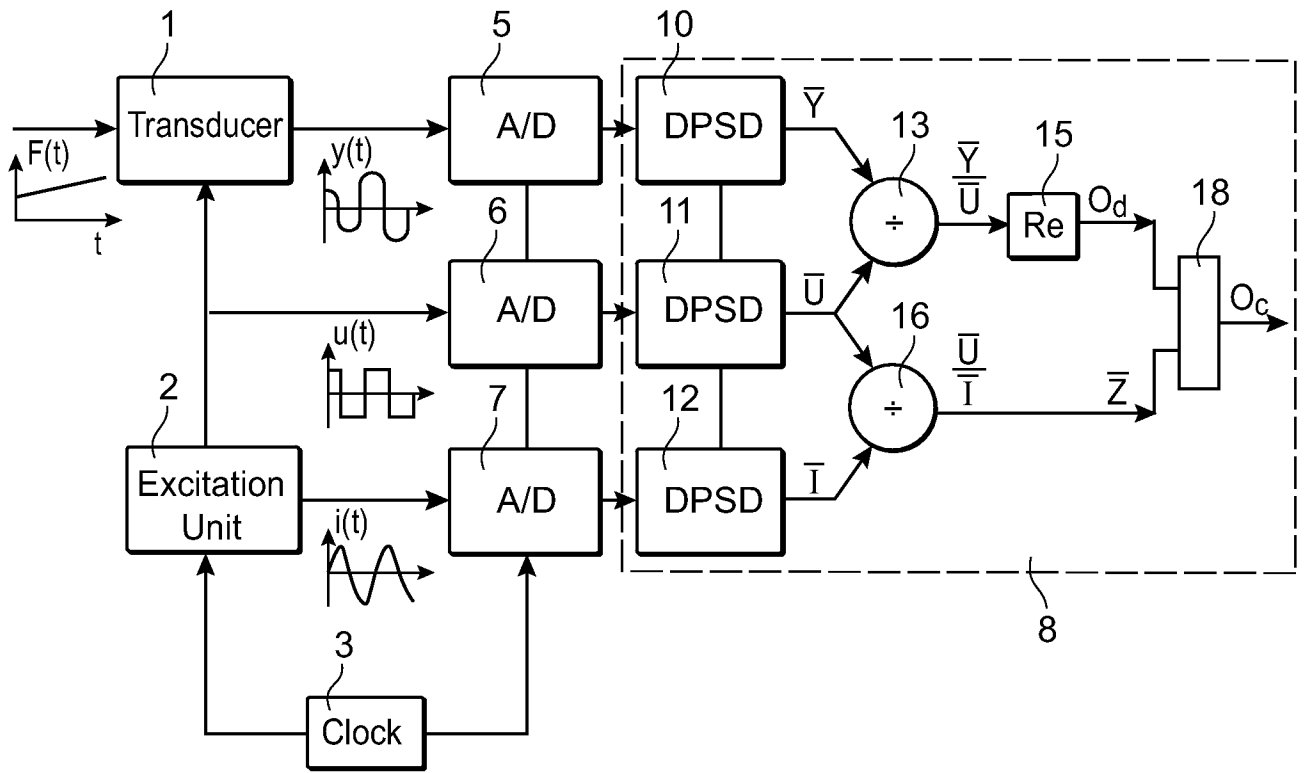 1
5
10
Transducer
A/D
DPSD
Y̅
13
Y̅
U̅
15
Re
Od
18
F(t)
t
y(t)
6
11
A/D
DPSD
U̅
16
U̅
I̅
Z̅
Oc
u(t)
2
7
12
Excitation
Unit
A/D
DPSD
I̅
i(t)
8
3
Clock
÷
÷